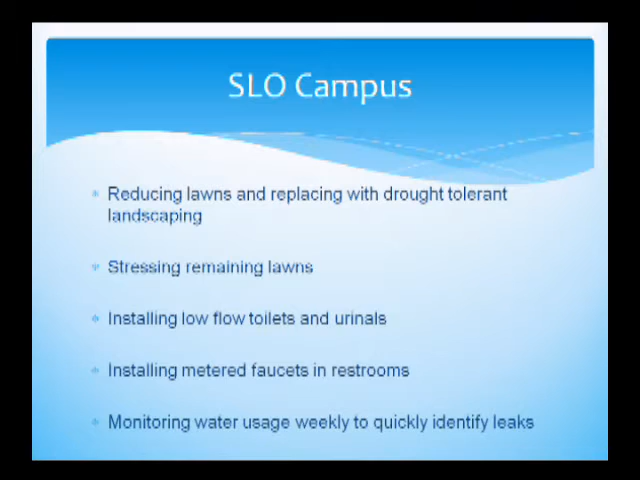 SLO Campus
Reducing lawns and replacing with drought tolerant
landscaping
Stressing remaining lawns
Installing low flow toilets and urinals
Installing metered faucets in restrooms
Monitoring water usage weekly to quickly identify leaks